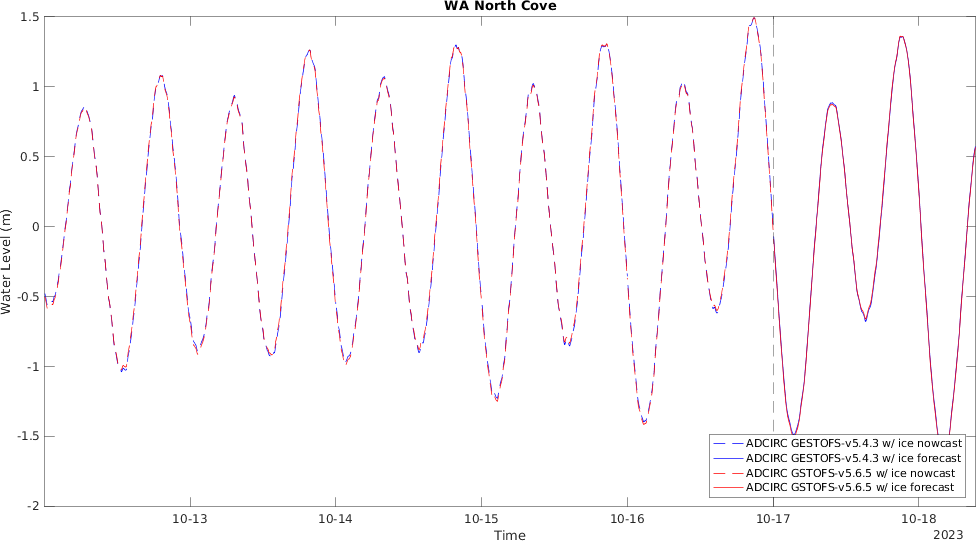 WA North Cove
1.5
1
0.5
0
-0.5
-1
-1.5
-2
Water Level (m)
10-13
10-14
10-15
10-16
10-17
10-18
Time
2023
ADCIRC GESTOFS-v5.4.3 w/ ice nowcast
ADCIRC GESTOFS-v5.4.3 w/ ice forecast
ADCIRC GSTOFS-v5.6.5 w/ ice nowcast
ADCIRC GSTOFS-v5.6.5 w/ ice forecast